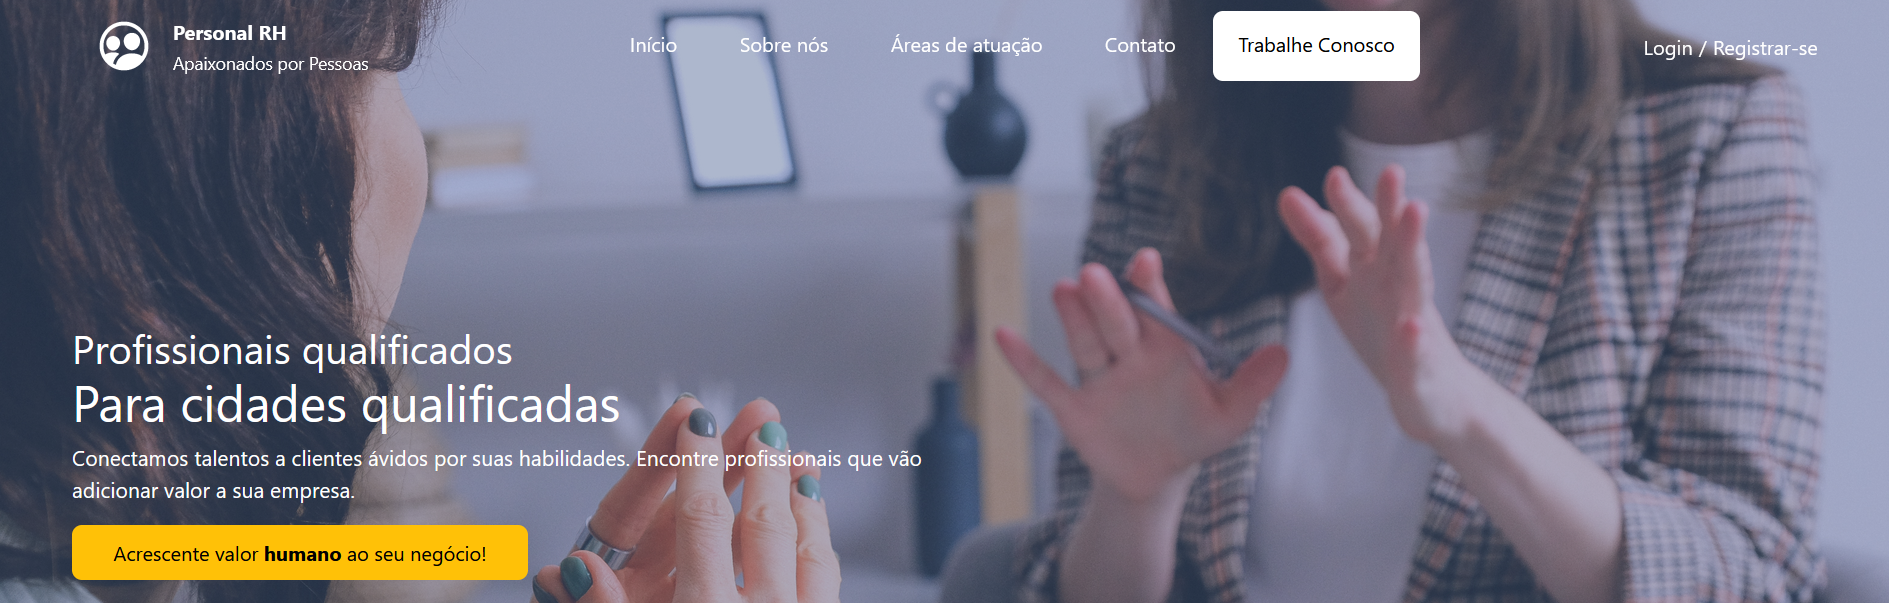 Personal RH
Apaixonados por Pessoas
Início
Sobre nós
Áreas de atuação
Contato
Trabalhe Conosco
Login / Registrar-se
Profissionais qualificados
Para cidades qualificadas
Conectamos talentos a clientes ávidos por suas habilidades. Encontre profissionais que vão
adicionar valor a sua empresa.
Acrescente valor humano ao seu negócio!